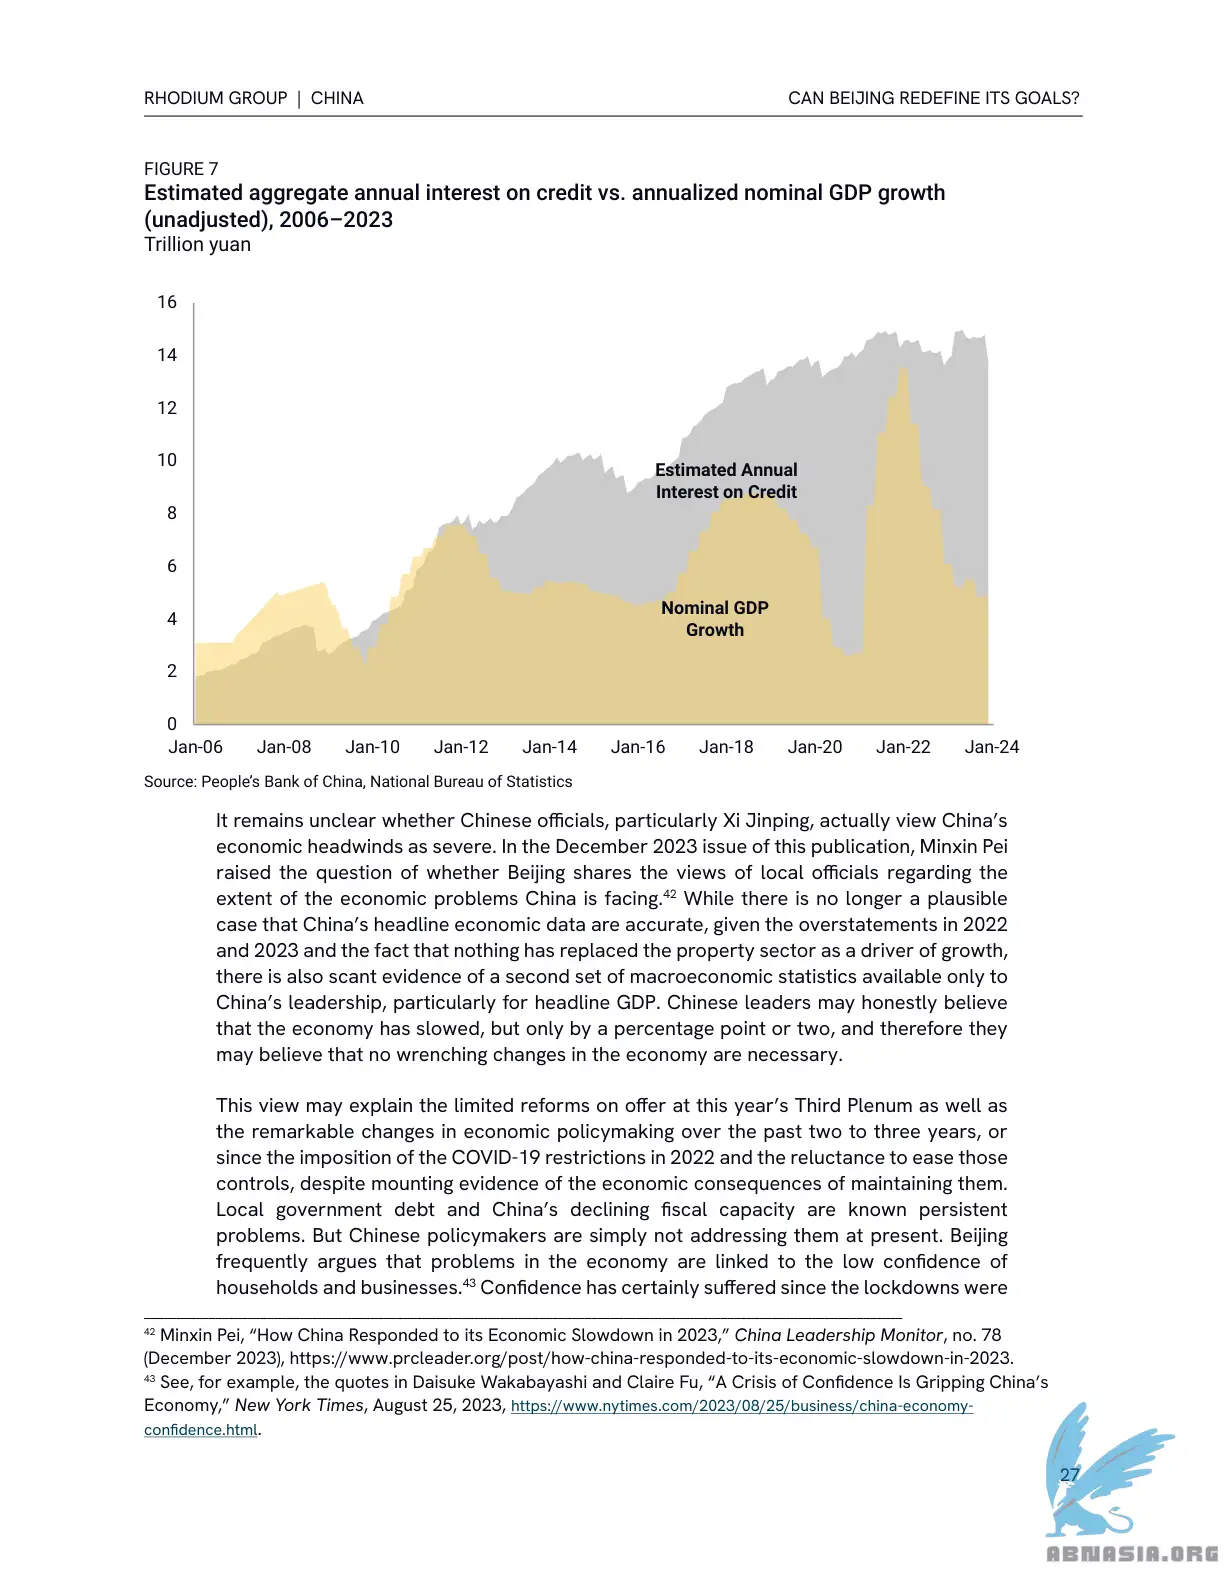 RHODIUM GROUP | CHINA CAN BEIJING REDEFINE ITS GOALS?
FIGURE 7
Estimated aggregate annual interest on credit vs. annualized nominal GDP growth
(unadjusted), 2006–2023
Trillion yuan
16
14
12
10
8
6
4
2
0
Estimated Annual
Interest on Credit
Nominal GDP
Growth
Jan-06 Jan-08 Jan-10 Jan-12 Jan-14 Jan-16 Jan-18 Jan-20 Jan-22 Jan-24
Source: People’s Bank of China, National Bureau of Statistics
It remains unclear whether Chinese officials, particularly Xi Jinping, actually view China’s
economic headwinds as severe. In the December 2023 issue of this publication, Minxin Pei
raised the question of whether Beijing shares the views of local officials regarding the
extent of the economic problems China is facing.⁴² While there is no longer a plausible
case that China’s headline economic data are accurate, given the overstatements in 2022
and 2023 and the fact that nothing has replaced the property sector as a driver of growth,
there is also scant evidence of a second set of macroeconomic statistics available only to
China’s leadership, particularly for headline GDP. Chinese leaders may honestly believe
that the economy has slowed, but only by a percentage point or two, and therefore they
may believe that no wrenching changes in the economy are necessary.
This view may explain the limited reforms on offer at this year’s Third Plenum as well as
the remarkable changes in economic policymaking over the past two to three years, or
since the imposition of the COVID-19 restrictions in 2022 and the reluctance to ease those
controls, despite mounting evidence of the economic consequences of maintaining them.
Local government debt and China’s declining fiscal capacity are known persistent
problems. But Chinese policymakers are simply not addressing them at present. Beijing
frequently argues that problems in the economy are linked to the low confidence of
households and businesses.⁴³ Confidence has certainly suffered since the lockdowns were
⁴² Minxin Pei, “How China Responded to its Economic Slowdown in 2023,” China Leadership Monitor, no. 78
(December 2023), https://www.prcleader.org/post/how-china-responded-to-its-economic-slowdown-in-2023.
⁴³ See, for example, the quotes in Daisuke Wakabayashi and Claire Fu, “A Crisis of Confidence Is Gripping China’s
Economy,” New York Times, August 25, 2023, https://www.nytimes.com/2023/08/25/business/china-economy-
confidence.html.
27
ABNASIA.ORG